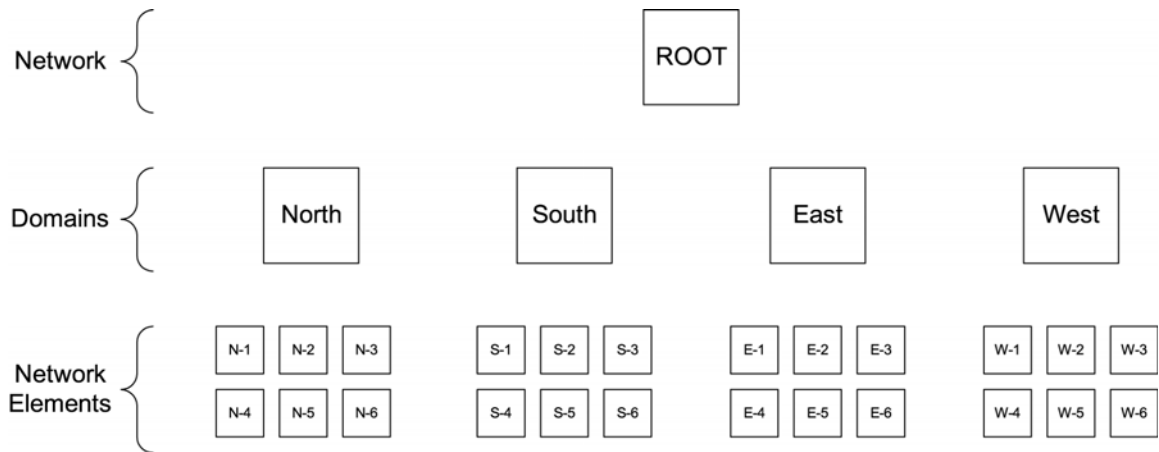 Network
ROOT
Domains
North
South
East
West
Network
Elements
N-1 N-2 N-3
S-1 S-2 S-3
E-1 E-2 E-3
W-1 W-2 W-3
N-4 N-5 N-6
S-4 S-5 S-6
E-4 E-5 E-6
W-4 W-5 W-6